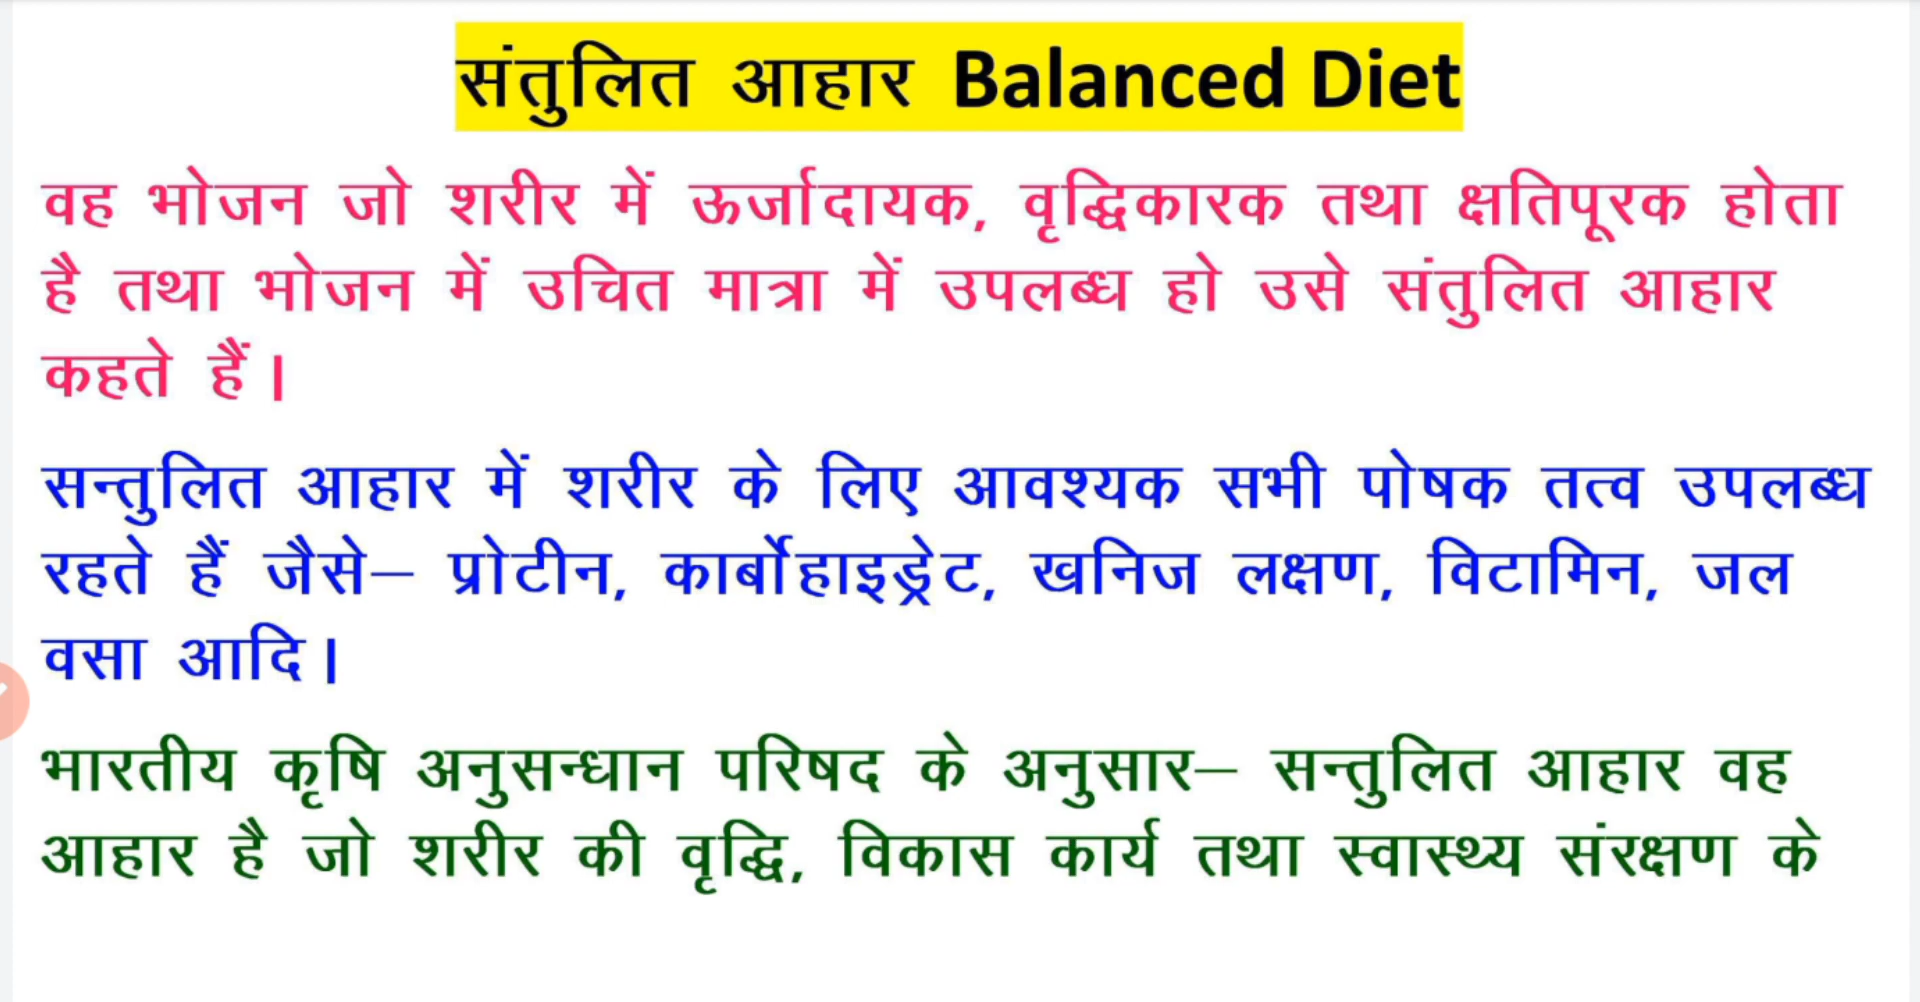 संतुलित आहार Balanced Diet
वह भोजन जो शरीर में ऊर्जादायक, वृद्धिकारक तथा क्षतिपूरक होता
है तथा भोजन में उचित मात्रा में उपलब्ध हो उसे संतुलित आहार
कहते हैं।
सन्तुलित आहार में शरीर के लिए आवश्यक सभी पोषक तत्व उपलब्ध
रहते हैं जैसे– प्रोटीन, कार्बोहाइड्रेट, खनिज लक्षण, विटामिन, जल
वसा आदि।
भारतीय कृषि अनुसन्धान परिषद के अनुसार– सन्तुलित आहार वह
आहार है जो शरीर की वृद्धि, विकास कार्य तथा स्वास्थ्य संरक्षण के